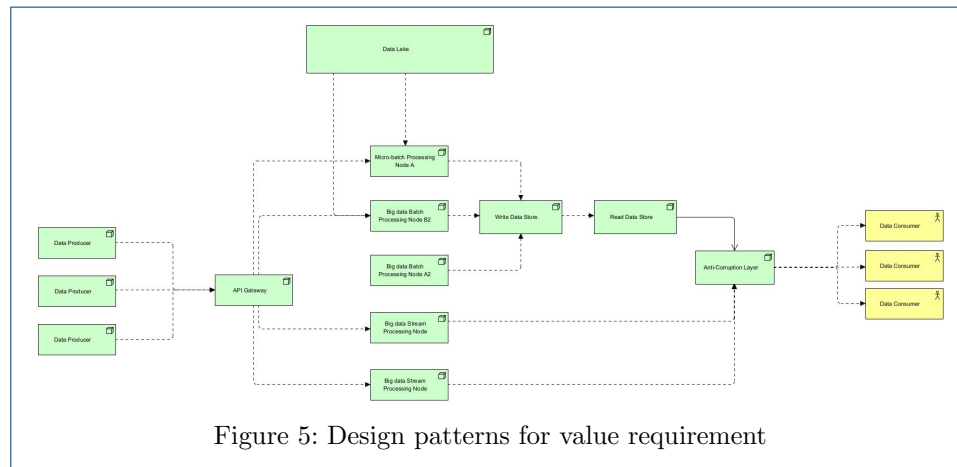 Data Lake
Micro-batch Processing
Node A
Big data Batch
Processing Node B2
Write Data Store
Read Data Store
Data Consumer
Data Producer
Big data Batch
Processing Node A2
Anti-Corruption Layer
Data Consumer
Data Producer
API Gateway
Data Consumer
Data Producer
Big data Stream
Processing Node
Big data Stream
Processing Node
Figure 5: Design patterns for value requirement